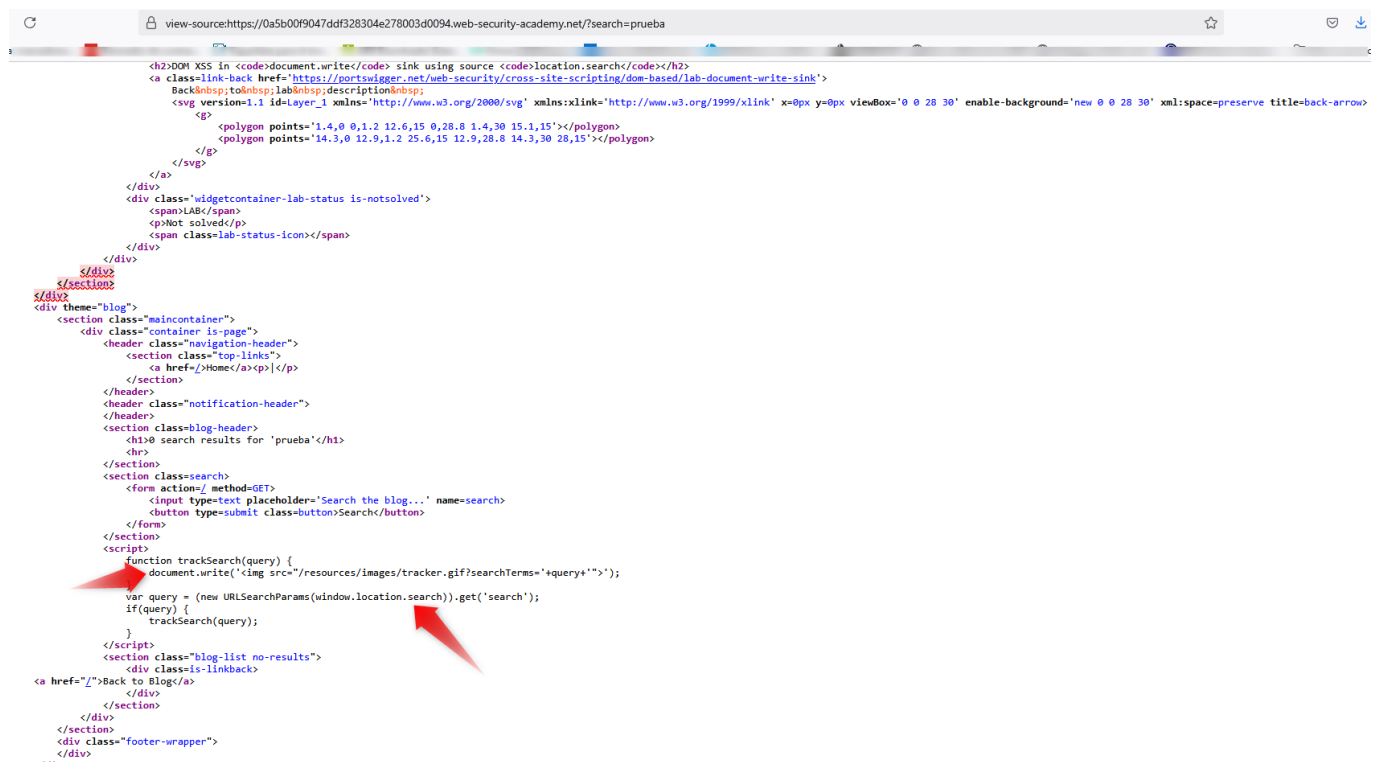 view-source:https://0a5b00f9047ddf328304e278003d0094.web-security-academy.net/?search=prueba
<h2>DOM XSS in <code>document.write</code> sink using source <code>location.search</code></h2>
<a class=link-back href='https://portswigger.net/web-security/cross-site-scripting/dom-based/lab-document-write-sink'>
Back&nbsp;to&nbsp;lab&nbsp;description&nbsp;
<svg version=1.1 id=Layer_1 xmlns='http://www.w3.org/2000/svg' xmlns:xlink='http://www.w3.org/1999/xlink' x=0px y=0px viewBox='0 0 28 30' enable-background='new 0 0 28 30' xml:space=preserve title=back-arrow>
<g>
<polygon points='1.4,0 0,1.2 12.6,15 0,28.8 1.4,30 15.1,15'></polygon>
<polygon points='14.3,0 12.9,1.2 25.6,15 12.9,28.8 14.3,30 28,15'></polygon>
</g>
</svg>
</a>
</div>
<div class='widgetcontainer-lab-status is-notsolved'>
<span>LAB</span>
<p>Not solved</p>
<span class=lab-status-icon></span>
</div>
</div>
</div>
</section>
</div>
<div theme="blog">
<section class="maincontainer">
<div class="container is-page">
<header class="navigation-header">
<section class="top-links">
<a href=/>Home</a><p>|</p>
</section>
</header>
<header class="notification-header">
</header>
<section class=blog-header>
<h1>0 search results for 'prueba'</h1>
<hr>
</section>
<section class=search>
<form action=/ method=GET>
<input type=text placeholder='Search the blog...' name=search>
<button type=submit class=button>Search</button>
</form>
</section>
<script>
function trackSearch(query) {
document.write('<img src="/resources/images/tracker.gif?searchTerms='+query+'">');
var query = (new URLSearchParams(window.location.search)).get('search');
if(query) {
trackSearch(query);
}
</script>
<section class="blog-list no-results">
<div class=is-linkback>
<a href="/">Back to Blog</a>
</div>
</section>
</div>
</section>
<div class="footer-wrapper">
</div>